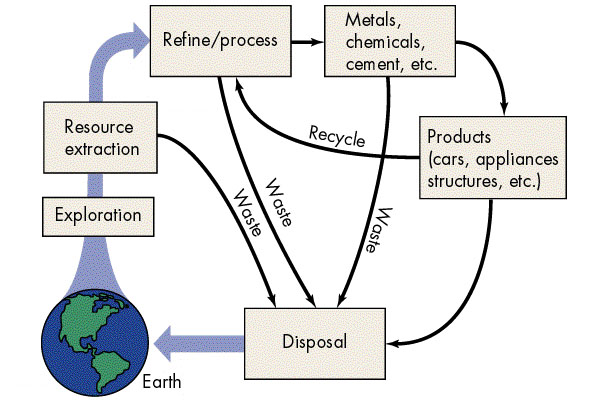 Refine/process
Metals,
chemicals,
cement, etc.
Resource
extraction
Recycle
Products
(cars, appliances
structures, etc.)
Waste
Waste
Waste
Exploration
Disposal
Earth